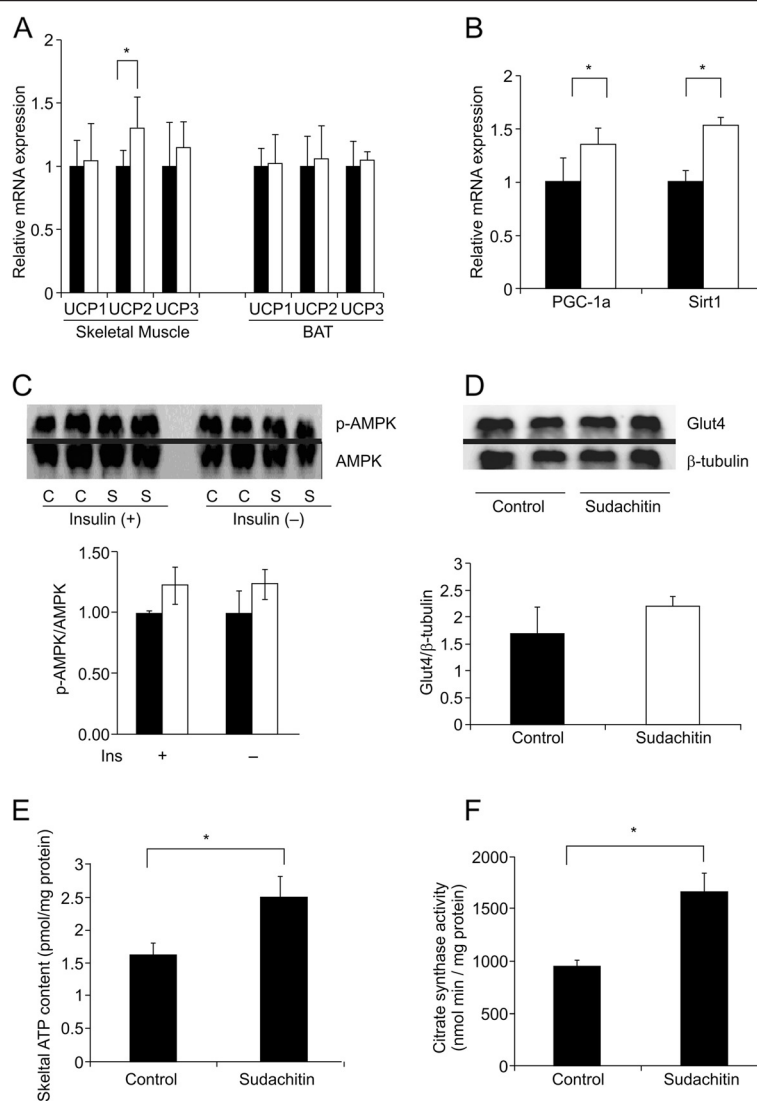 A
Relative mRNA expression
2
1.5
1
0.5
0
*
UCP1 UCP2 UCP3
UCP1 UCP2 UCP3
Skeletal Muscle
BAT
B
Relative mRNA expression
2
1.5
1
0.5
0
*
*
PGC-1a
Sirt1
C
p-AMPK
AMPK
C C S S
C C S S
Insulin (+)
Insulin (–)
p-AMPK/AMPK
1.50
1.00
0.50
0.00
Ins + –
D
Glut4
β-tubulin
Control
Sudachitin
Glut4/β-tubulin
3
2.5
2
1.5
1
0.5
0
Control
Sudachitin
E
Skeltal ATP content (pmol/mg protein)
3
2.5
2
1.5
1
0.5
0
*
Control
Sudachitin
F
Citrate synthase activity
(nmol min / mg protein)
2000
1500
1000
500
0
*
Control
Sudachitin